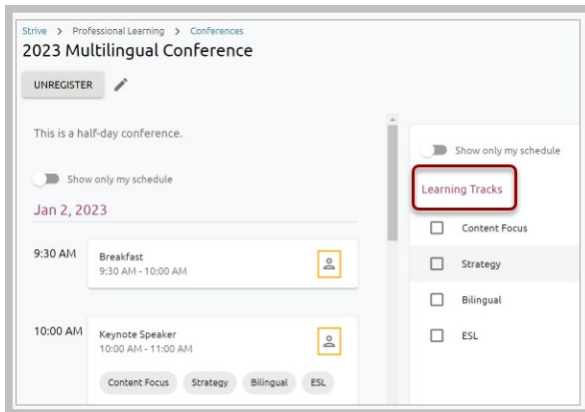 Strive > Professional Learning > Conferences
2023 Multilingual Conference
UNREGISTER
This is a half-day conference.
Show only my schedule
Jan 2, 2023
9:30 AM
Breakfast
9:30 AM - 10:00 AM
10:00 AM
Keynote Speaker
10:00 AM - 11:00 AM
Content Focus Strategy Bilingual ESL
Show only my schedule
Learning Tracks
Content Focus
Strategy
Bilingual
ESL